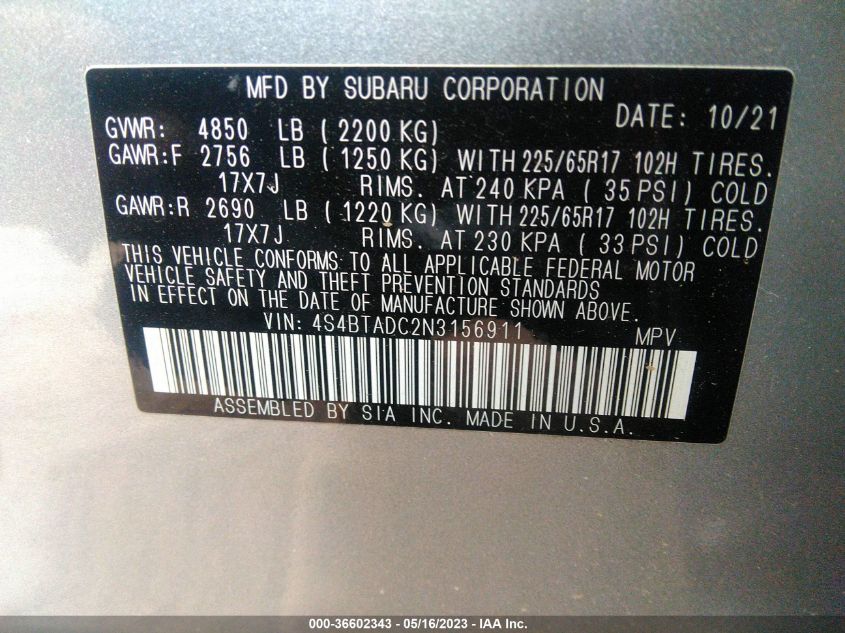 MFD BY SUBARU CORPORATION
DATE: 10/21
GVWR: 4850 LB ( 2200 KG)
GAWR:F 2756 LB ( 1250 KG) WITH 225/65R17 102H TIRES.
17X7J RIMS. AT 240 KPA ( 35 PSI) COLD
GAWR:R 2690 LB ( 1220 KG) WITH 225/65R17 102H TIRES.
17X7J RIMS. AT 230 KPA ( 33 PSI) COLD
THIS VEHICLE CONFORMS TO ALL APPLICABLE FEDERAL MOTOR
VEHICLE SAFETY AND THEFT PREVENTION STANDARDS
IN EFFECT ON THE DATE OF MANUFACTURE SHOWN ABOVE.
VIN: 4S4BTADC2N3156911 MPV
ASSEMBLED BY SIA INC. MADE IN U.S.A.
000-36602343 - 05/16/2023 - IAA Inc.